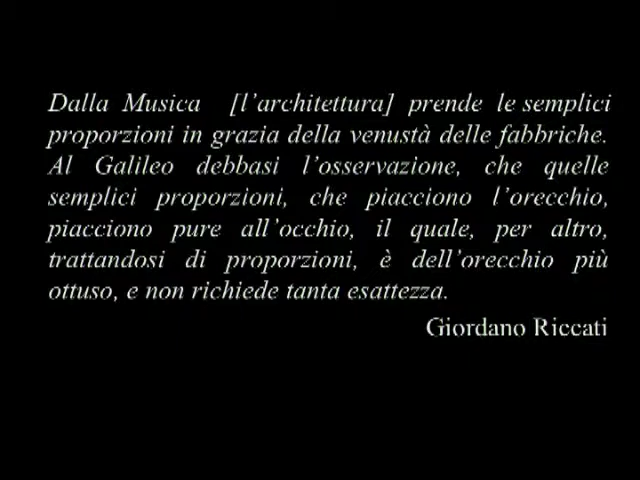 Dalla Musica [l'architettura] prende le semplici
proporzioni in grazia della venustà delle fabbriche.
Al Galileo debbasi l'osservazione, che quelle
semplici proporzioni, che piacciono l'orecchio,
piacciono pure all'occhio, il quale, per altro,
trattandosi di proporzioni, è dell'orecchio più
ottuso, e non richiede tanta esattezza.
Giordano Riccati